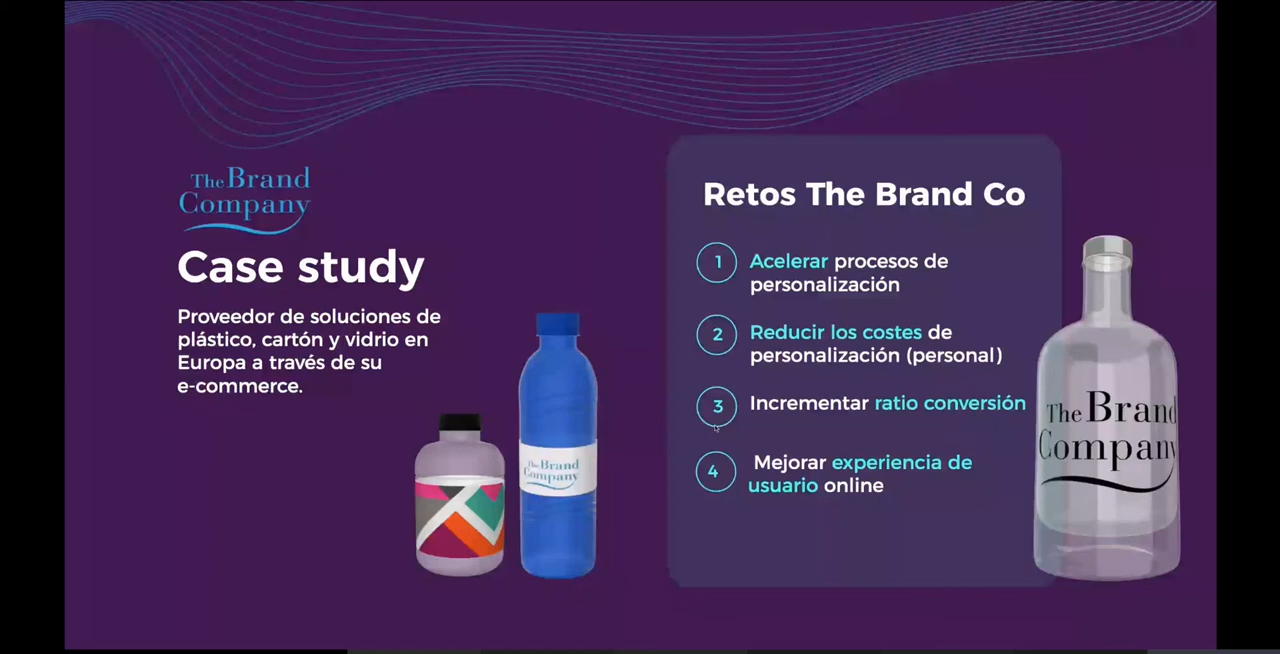 The Brand
Company
Case study
Proveedor de soluciones de
plástico, cartón y vidrio en
Europa a través de su
e-commerce.
The Brand
Company
Retos The Brand Co
1 Acelerar procesos de
personalización
2 Reducir los costes de
personalización (personal)
3 Incrementar ratio conversión
4 Mejorar experiencia de
usuario online
The Brand
Company